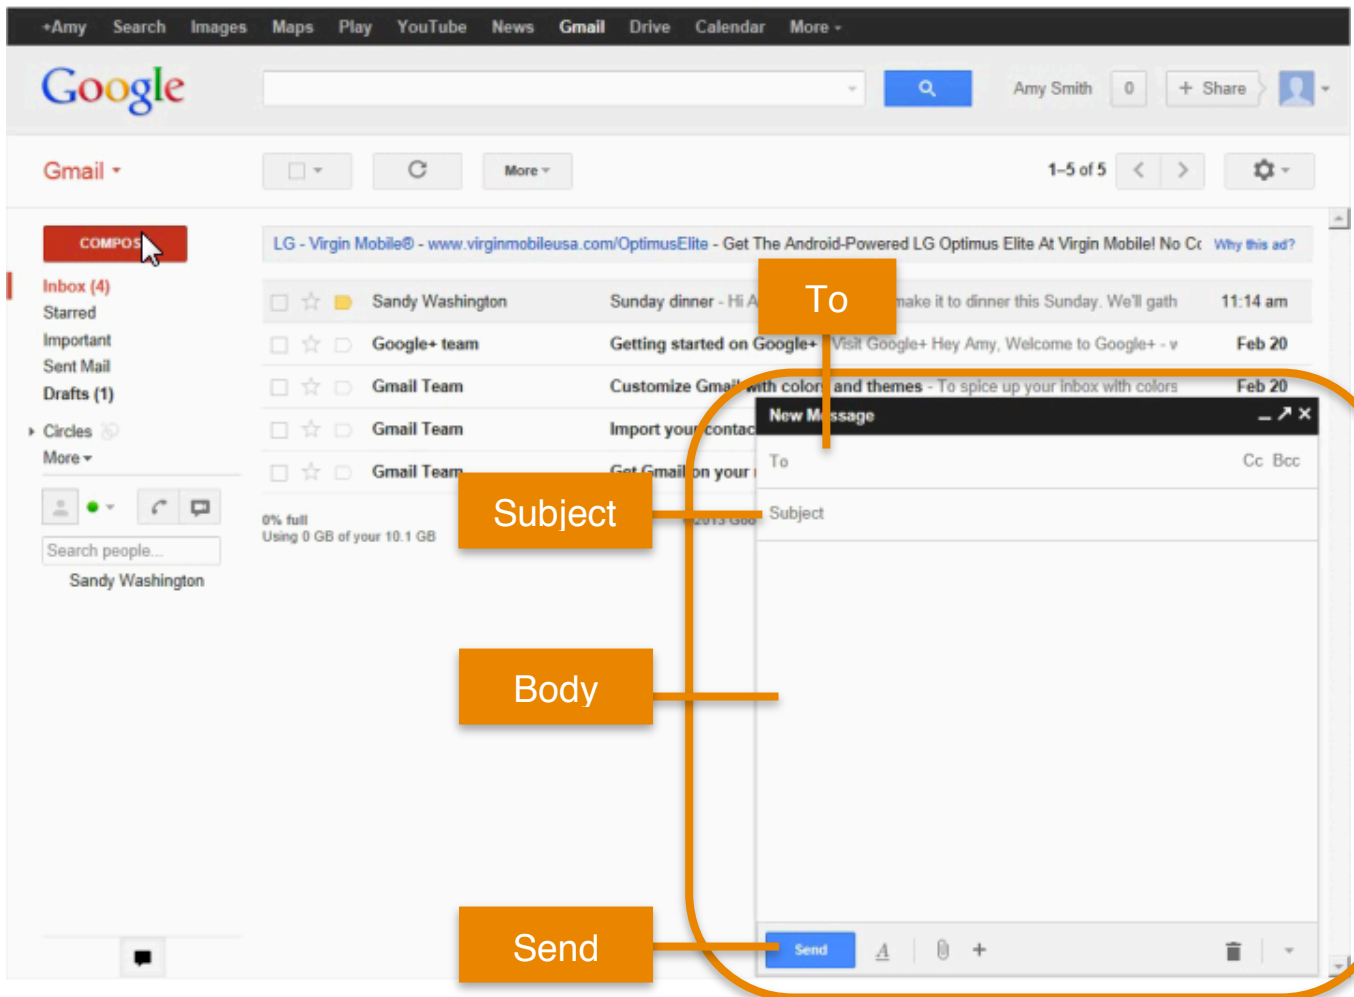 +Amy Search Images Maps Play YouTube News Gmail Drive Calendar More
Google
Amy Smith 0 + Share
Gmail
More
1–5 of 5
COMPOS
LG - Virgin Mobile® - www.virginmobileusa.com/OptimusElite - Get The Android-Powered LG Optimus Elite At Virgin Mobile! No Why this ad?
Inbox (4)
Starred
Important
Sent Mail
Drafts (1)
Circles
More
Search people...
Sandy Washington
Sandy Washington Sunday dinner - Hi make it to dinner this Sunday. We'll gath 11:14 am
Google+ team Getting started on Google+ Visit Google+ Hey Amy, Welcome to Google+ - Feb 20
Gmail Team Customize Gmail with colors and themes - To spice up your inbox with colors Feb 20
Gmail Team Import your contac
Gmail Team Get Gmail on your
0% full
Using 0 GB of your 10.1 GB
2013
To
Subject
Body
Send
New Message
To Cc Bcc
Subject
Send A